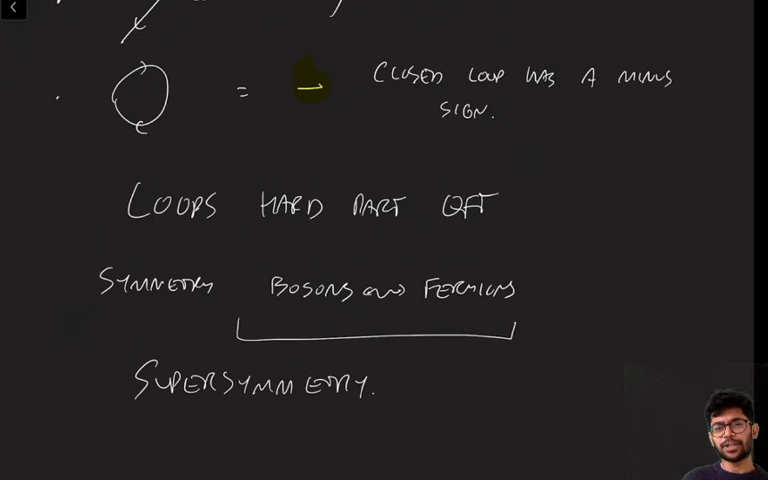 = - CLOSED LOOP HAS A MINUS
SIGN.
LOOPS HARD PART QFT
SYMMETRY BOSONS and FERMIONS
SUPERSYMMETRY.